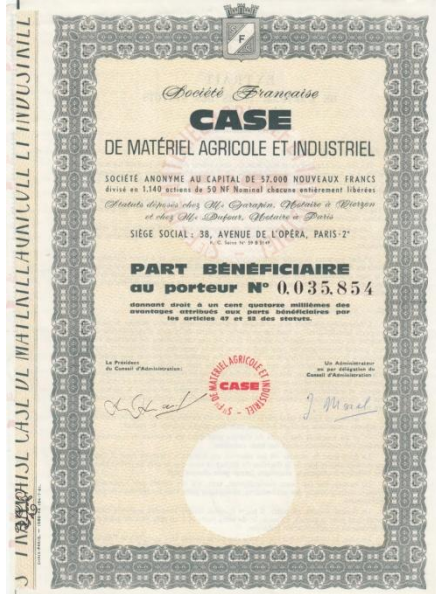 F
Société Française
CASE
DE MATÉRIEL AGRICOLE ET INDUSTRIEL
SOCIÉTÉ ANONYME AU CAPITAL DE 57.000 NOUVEAUX FRANCS
divisé en 1.140 actions de 50 NF Nominal chacune entièrement libérées
Statuts déposés chez Me Garapin, Notaire à Vierzon
et chez Me Dufour, Notaire à Paris
SIÈGE SOCIAL : 38, AVENUE DE L'OPÉRA, PARIS-2e
R. C. Seine N°
PART BÉNÉFICIAIRE
au porteur N° 0.035.854
donnant droit à un cent quatorze millièmes des
avantages attribués aux parts bénéficiaires par
les articles 47 et 52 des statuts.
Le Président
du Conseil d'Administration:
Un Administrateur
ou par délégation du
Conseil d'Administration:
Sté Fse DE MATÉRIEL AGRICOLE ET INDUSTRIEL
CASE
J. Morel
CASE DE MATÉRIEL AGRICOLE ET INDUSTRIEL